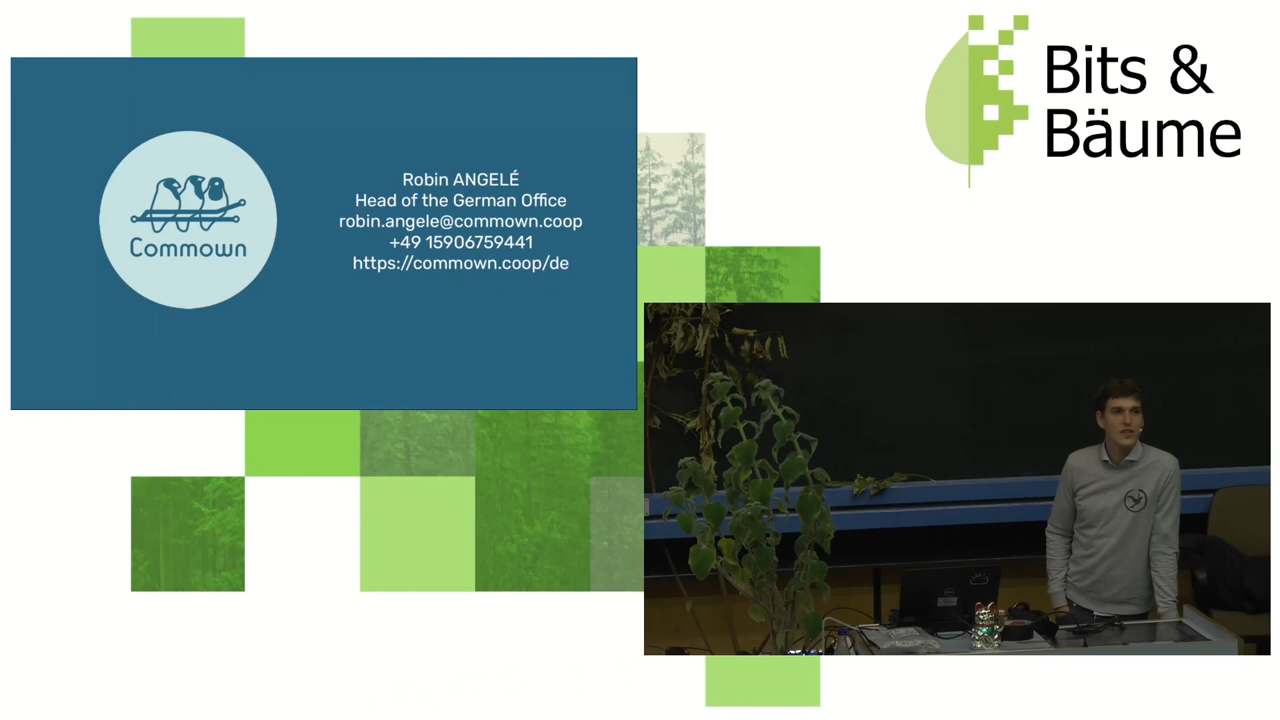 Bits &
Bäume
Commown
Robin ANGELÉ
Head of the German Office
robin.angele@commown.coop
+49 15906759441
https://commown.coop/de